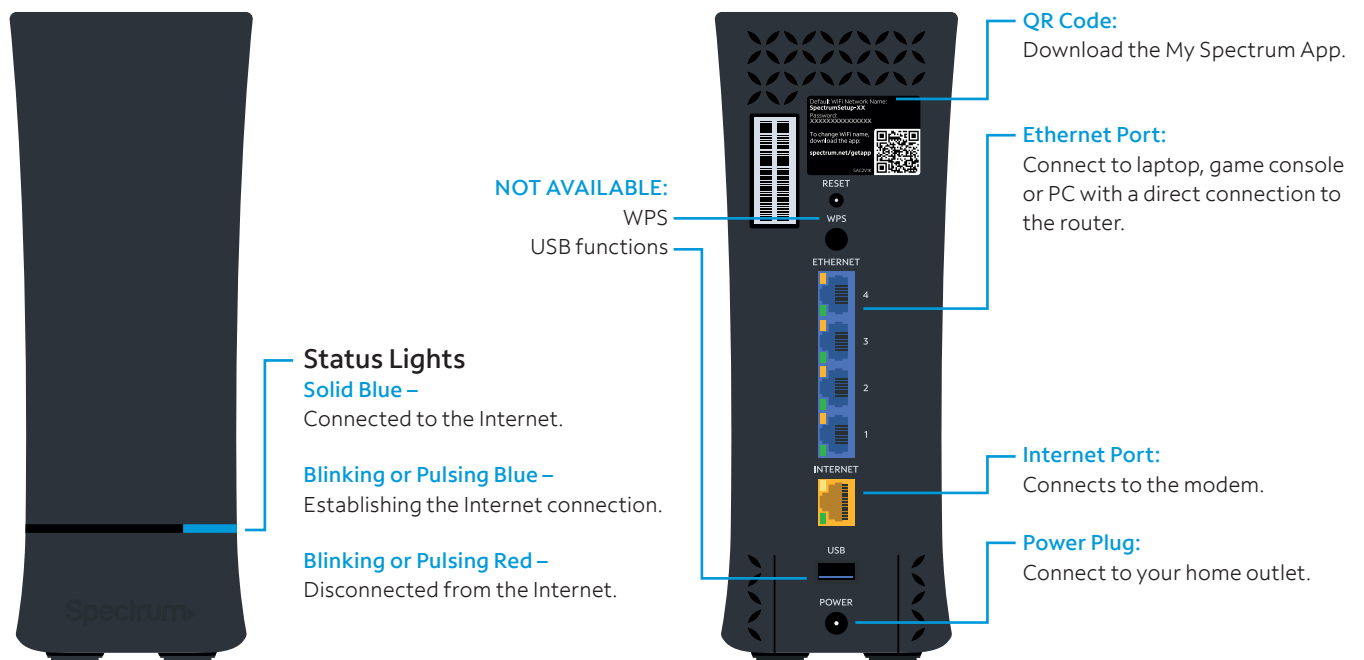 Status Lights
Solid Blue –
Connected to the Internet.
Blinking or Pulsing Blue –
Establishing the Internet connection.
Blinking or Pulsing Red –
Disconnected from the Internet.
Spectrum
NOT AVAILABLE:
WPS
USB functions
Default WiFi Network Name:
SpectrumSetup-XX
Password:
XXXXXXXXXXXXXXX
To change WiFi name,
download the app:
spectrum.net/getapp
SAC2V1K
RESET
WPS
ETHERNET
4
3
2
1
INTERNET
USB
POWER
QR Code:
Download the My Spectrum App.
Ethernet Port:
Connect to laptop, game console
or PC with a direct connection to
the router.
Internet Port:
Connects to the modem.
Power Plug:
Connect to your home outlet.